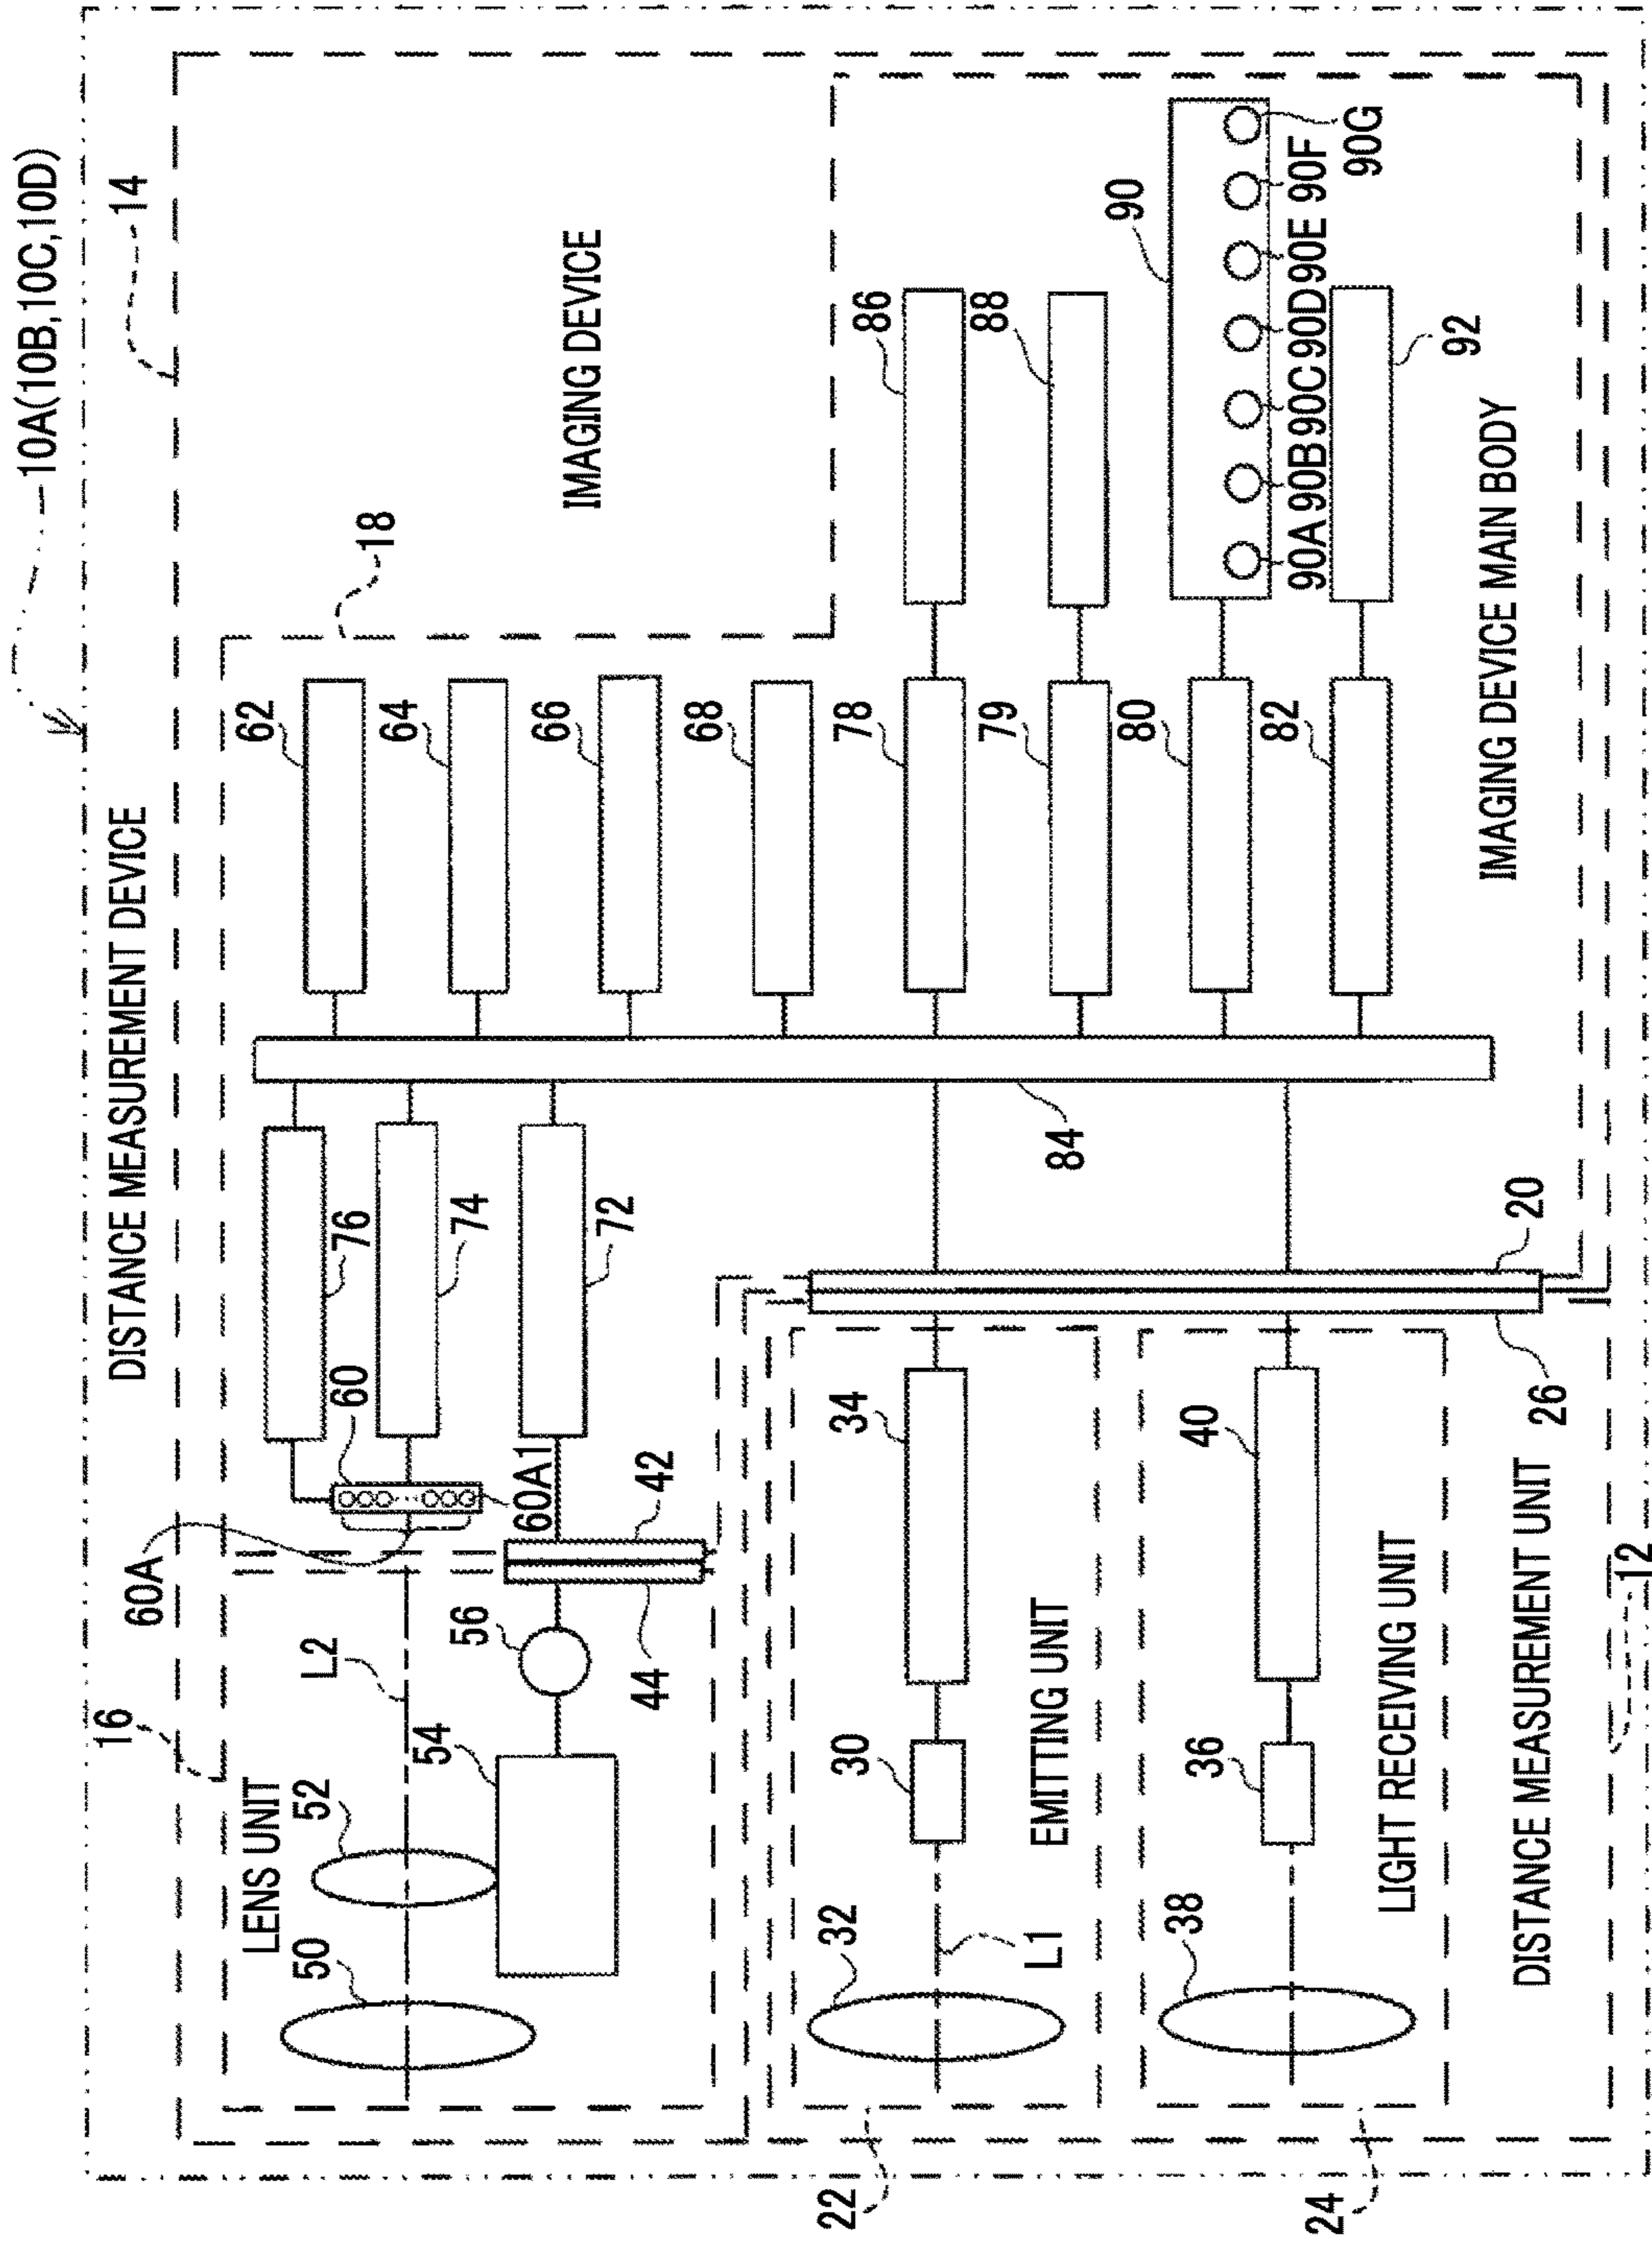 10A(10B,10C,10D)
14
DISTANCE MEASUREMENT DEVICE
IMAGING DEVICE
18
16
LENS UNIT
50
52
L2
54
56
44
42
60A
60
60A1
76
74
72
62
64
66
68
78
79
80
82
84
86
88
90
90A 90B 90C 90D 90E 90F
90G
92
IMAGING DEVICE MAIN BODY
20
26
22
32
L1
30
34
EMITTING UNIT
24
38
36
40
LIGHT RECEIVING UNIT
DISTANCE MEASUREMENT UNIT
12